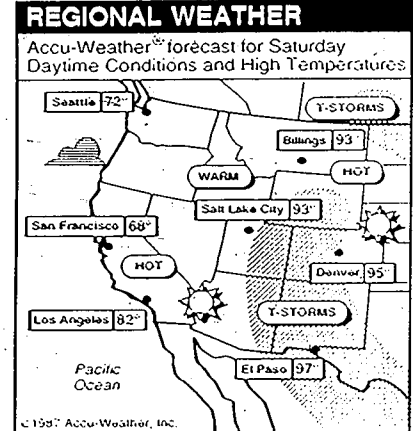 REGIONAL WEATHER
Accu-Weather® forecast for Saturday
Daytime Conditions and High Temperatures
Seattle 72°
T-STORMS
Billings 93°
WARM
HOT
Salt Lake City 93°
San Francisco 68°
HOT
Denver 95°
Los Angeles 82°
T-STORMS
El Paso 97°
Pacific
Ocean
©1987 Accu-Weather, Inc.